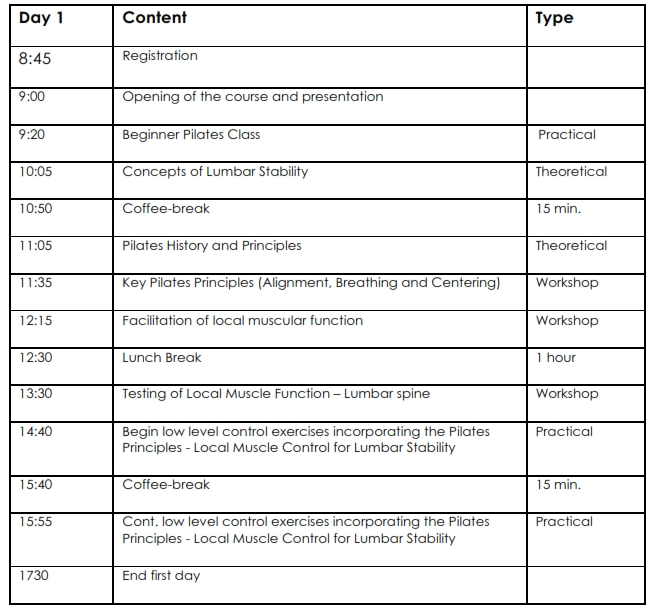 Day 1 Content Type
8:45 Registration
9:00 Opening of the course and presentation
9:20 Beginner Pilates Class Practical
10:05 Concepts of Lumbar Stability Theoretical
10:50 Coffee-break 15 min.
11:05 Pilates History and Principles Theoretical
11:35 Key Pilates Principles (Alignment, Breathing and Centering) Workshop
12:15 Facilitation of local muscular function Workshop
12:30 Lunch Break 1 hour
13:30 Testing of Local Muscle Function – Lumbar spine Workshop
14:40 Begin low level control exercises incorporating the Pilates Practical
Principles - Local Muscle Control for Lumbar Stability
15:40 Coffee-break 15 min.
15:55 Cont. low level control exercises incorporating the Pilates Practical
Principles - Local Muscle Control for Lumbar Stability
1730 End first day